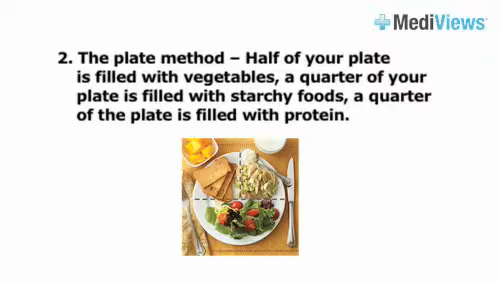 MediViews
2. The plate method – Half of your plate
is filled with vegetables, a quarter of your
plate is filled with starchy foods, a quarter
of the plate is filled with protein.